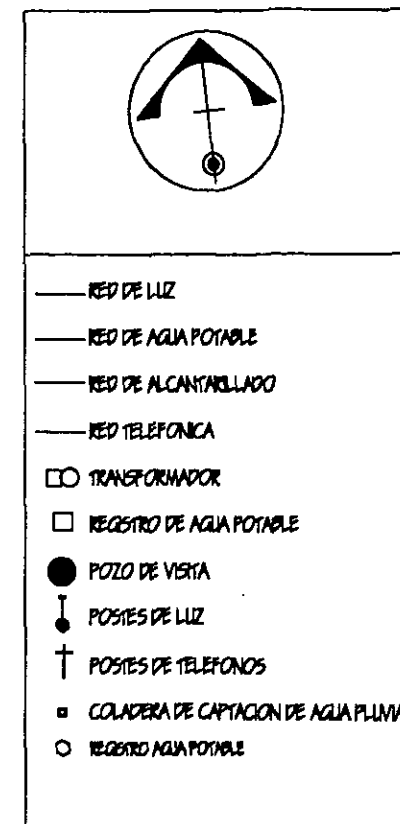 RED DE LUZ
RED DE AGUA POTABLE
RED DE ALCANTARILLADO
RED TELEFONICA
TRANSFORMADOR
REGISTRO DE AGUA POTABLE
POZO DE VISITA
POSTES DE LUZ
POSTES DE TELEFONOS
COLADERA DE CAPTACION DE AGUA PLUVIA
REGISTRO AGUA POTABLE